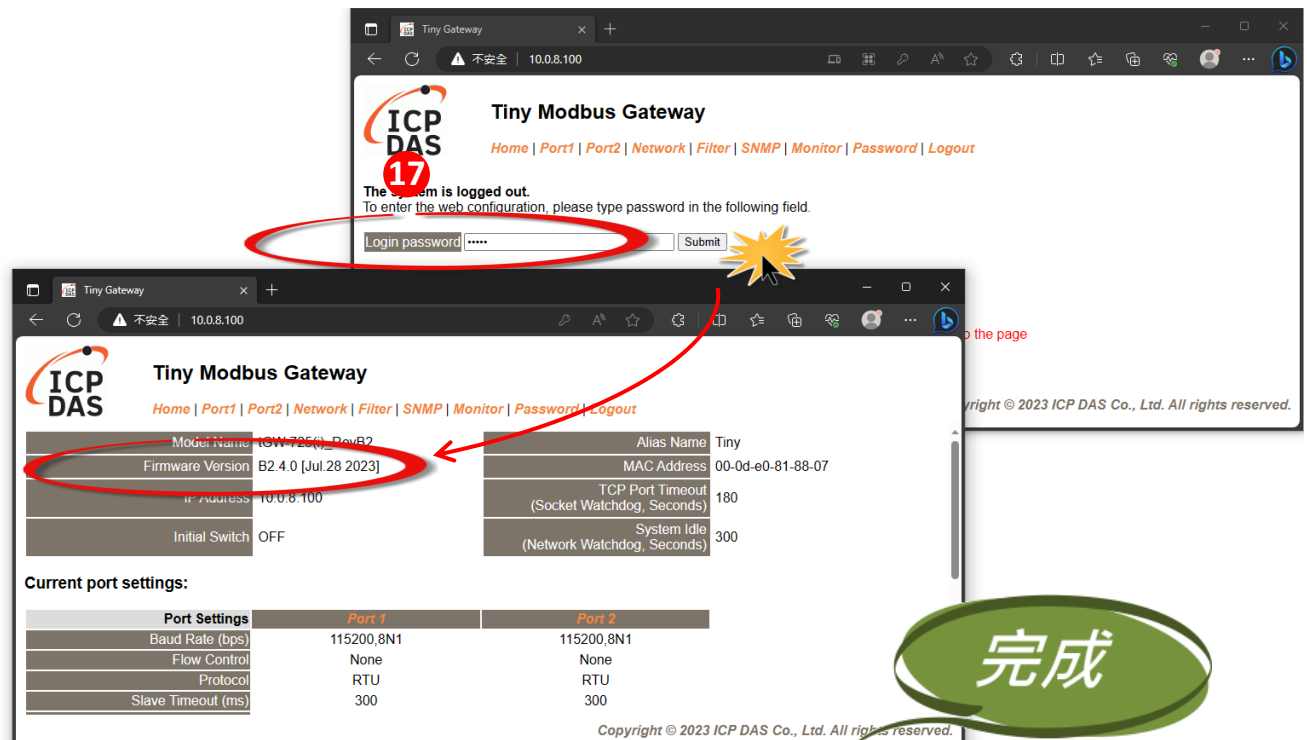 Tiny Gateway
不安全 10.0.8.100
ICP DAS
Tiny Modbus Gateway
Home | Port1 | Port2 | Network | Filter | SNMP | Monitor | Password | Logout
17
The system is logged out.
To enter the web configuration, please type password in the following field.
Login password ••••• Submit
o the page
yright © 2023 ICP DAS Co., Ltd. All rights reserved.
Tiny Gateway
不安全 10.0.8.100
ICP DAS
Tiny Modbus Gateway
Home | Port1 | Port2 | Network | Filter | SNMP | Monitor | Password | Logout
Model Name tGW-725(i)_RevB2 Alias Name Tiny
Firmware Version B2.4.0 [Jul.28 2023] MAC Address 00-0d-e0-81-88-07
IP Address 10.0.8.100 TCP Port Timeout
(Socket Watchdog, Seconds) 180
Initial Switch OFF System Idle
(Network Watchdog, Seconds) 300
Current port settings:
Port Settings Port 1 Port 2
Baud Rate (bps) 115200,8N1 115200,8N1
Flow Control None None
Protocol RTU RTU
Slave Timeout (ms) 300 300
Copyright © 2023 ICP DAS Co., Ltd. All rights reserved.
完成